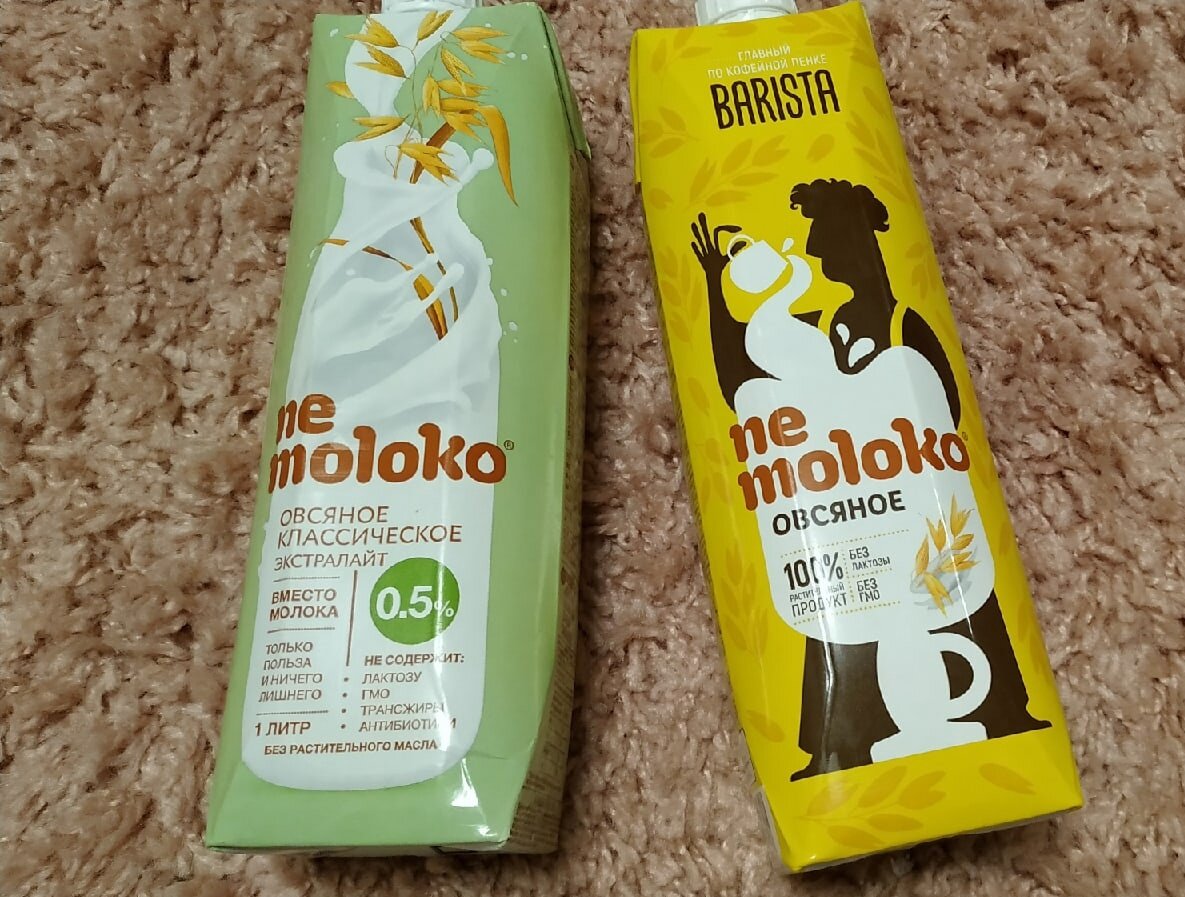 ne
moloko®
ОВСЯНОЕ
КЛАССИЧЕСКОЕ
ЭКСТРАЛАЙТ
ВМЕСТО
МОЛОКА
0.5%
ТОЛЬКО
ПОЛЬЗА
И НИЧЕГО
ЛИШНЕГО
1 ЛИТР
НЕ СОДЕРЖИТ:
• ЛАКТОЗУ
• ГМО
• ТРАНСЖИРЫ
• АНТИБИОТИКИ
БЕЗ РАСТИТЕЛЬНОГО МАСЛА
ГЛАВНЫЙ
ПО КОФЕЙНОЙ ПЕНКЕ
BARISTA
ne
moloko®
ОВСЯНОЕ
100%
РАСТИТЕЛЬНЫЙ
ПРОДУКТ
БЕЗ
ЛАКТОЗЫ
БЕЗ
ГМО